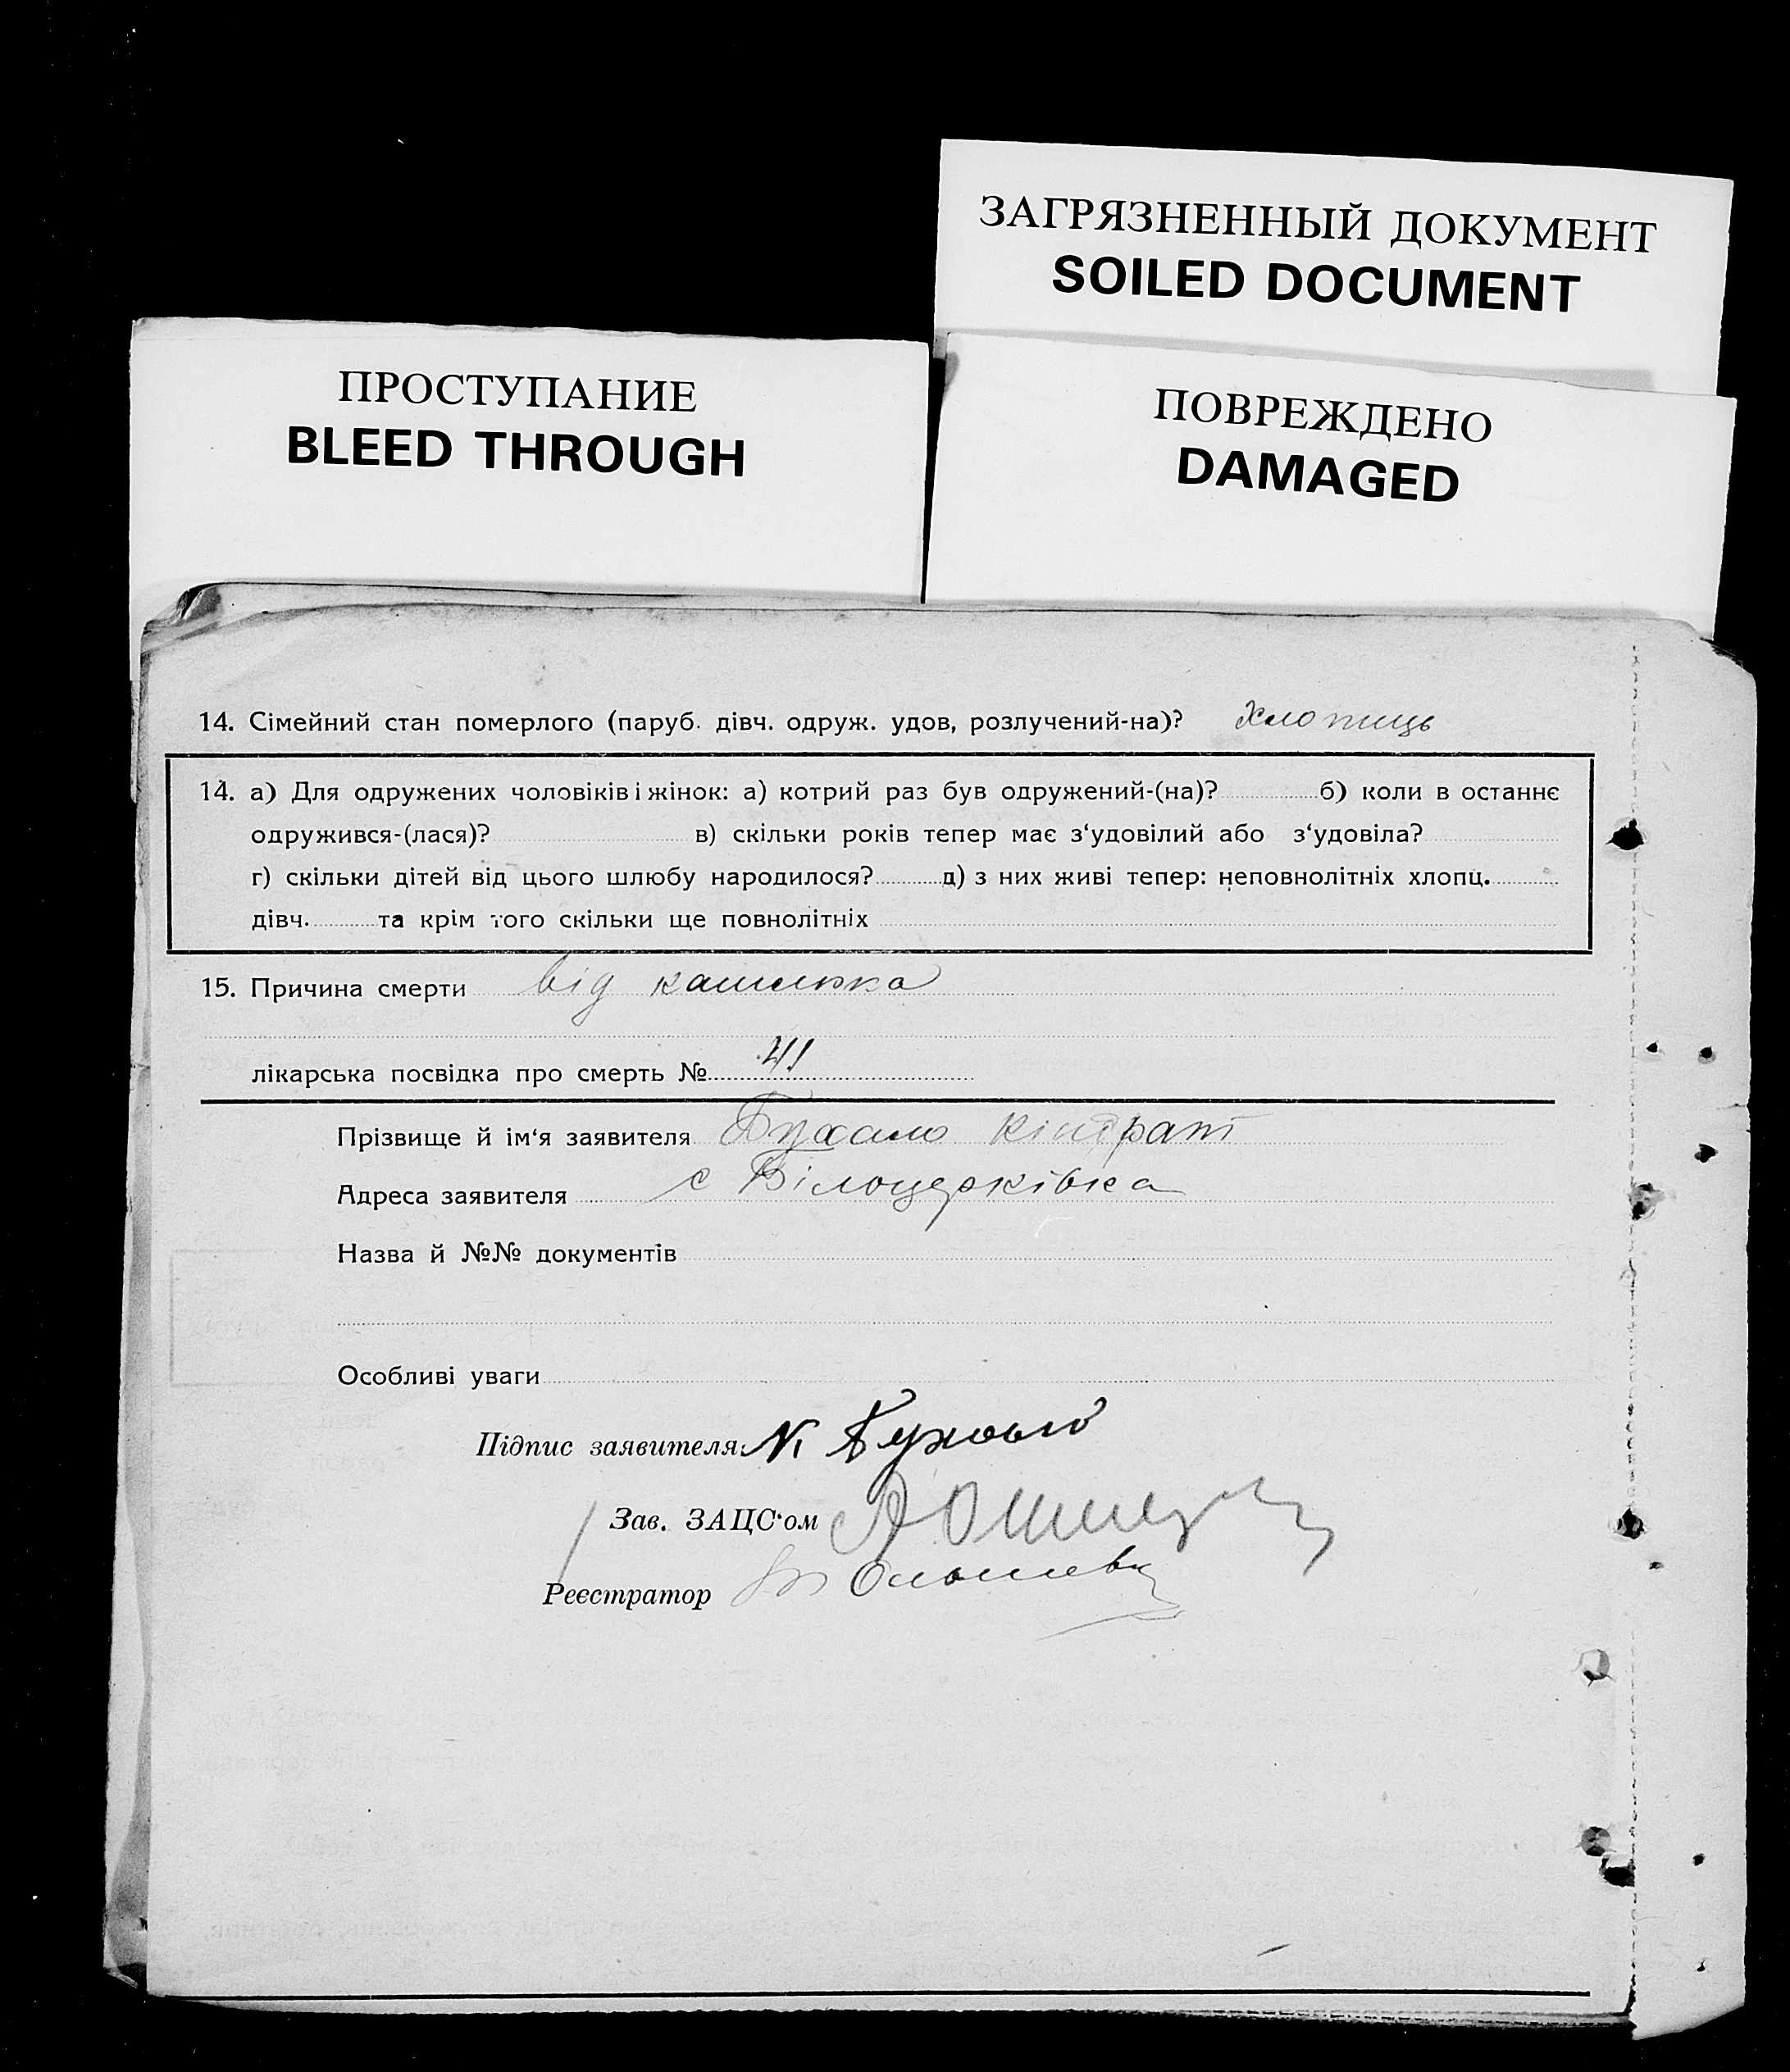 ЗАГРЯЗНЕННЫЙ ДОКУМЕНТ
SOILED DOCUMENT
ПРОСТУПАНИЕ
BLEED THROUGH
ПОВРЕЖДЕНО
DAMAGED
14. Сімейний стан померлого (паруб. дівч. одруж. удов, розлучений-на)? Хлопиць
14. а) Для одружених чоловіків і жінок: а) котрий раз був одружений-(на)? б) коли в останнє
одружився-(лася)? в) скільки років тепер має з‘удовілий або з‘удовіла?
г) скільки дітей від цього шлюбу народилося? д) з них живі тепер: неповнолітніх хлопц.
дівч. та крім того скільки ще повнолітніх
15. Причина смерти від кашлюка
лікарська посвідка про смерть № 41
Прізвище й ім‘я заявителя Бухало Кіндрат
Адреса заявителя с Білоцерківка
Назва й №№ документів
Особливі уваги
Підпис заявителя: Бухало
Зав. ЗАЦС‘ом
Реєстратор